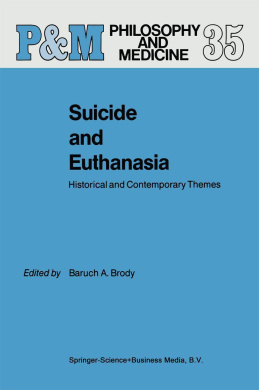 P&M PHILOSOPHY
AND
MEDICINE 35
Suicide
and
Euthanasia
Historical and Contemporary Themes
Edited by Baruch A. Brody
Springer-Science+Business Media, B.V.